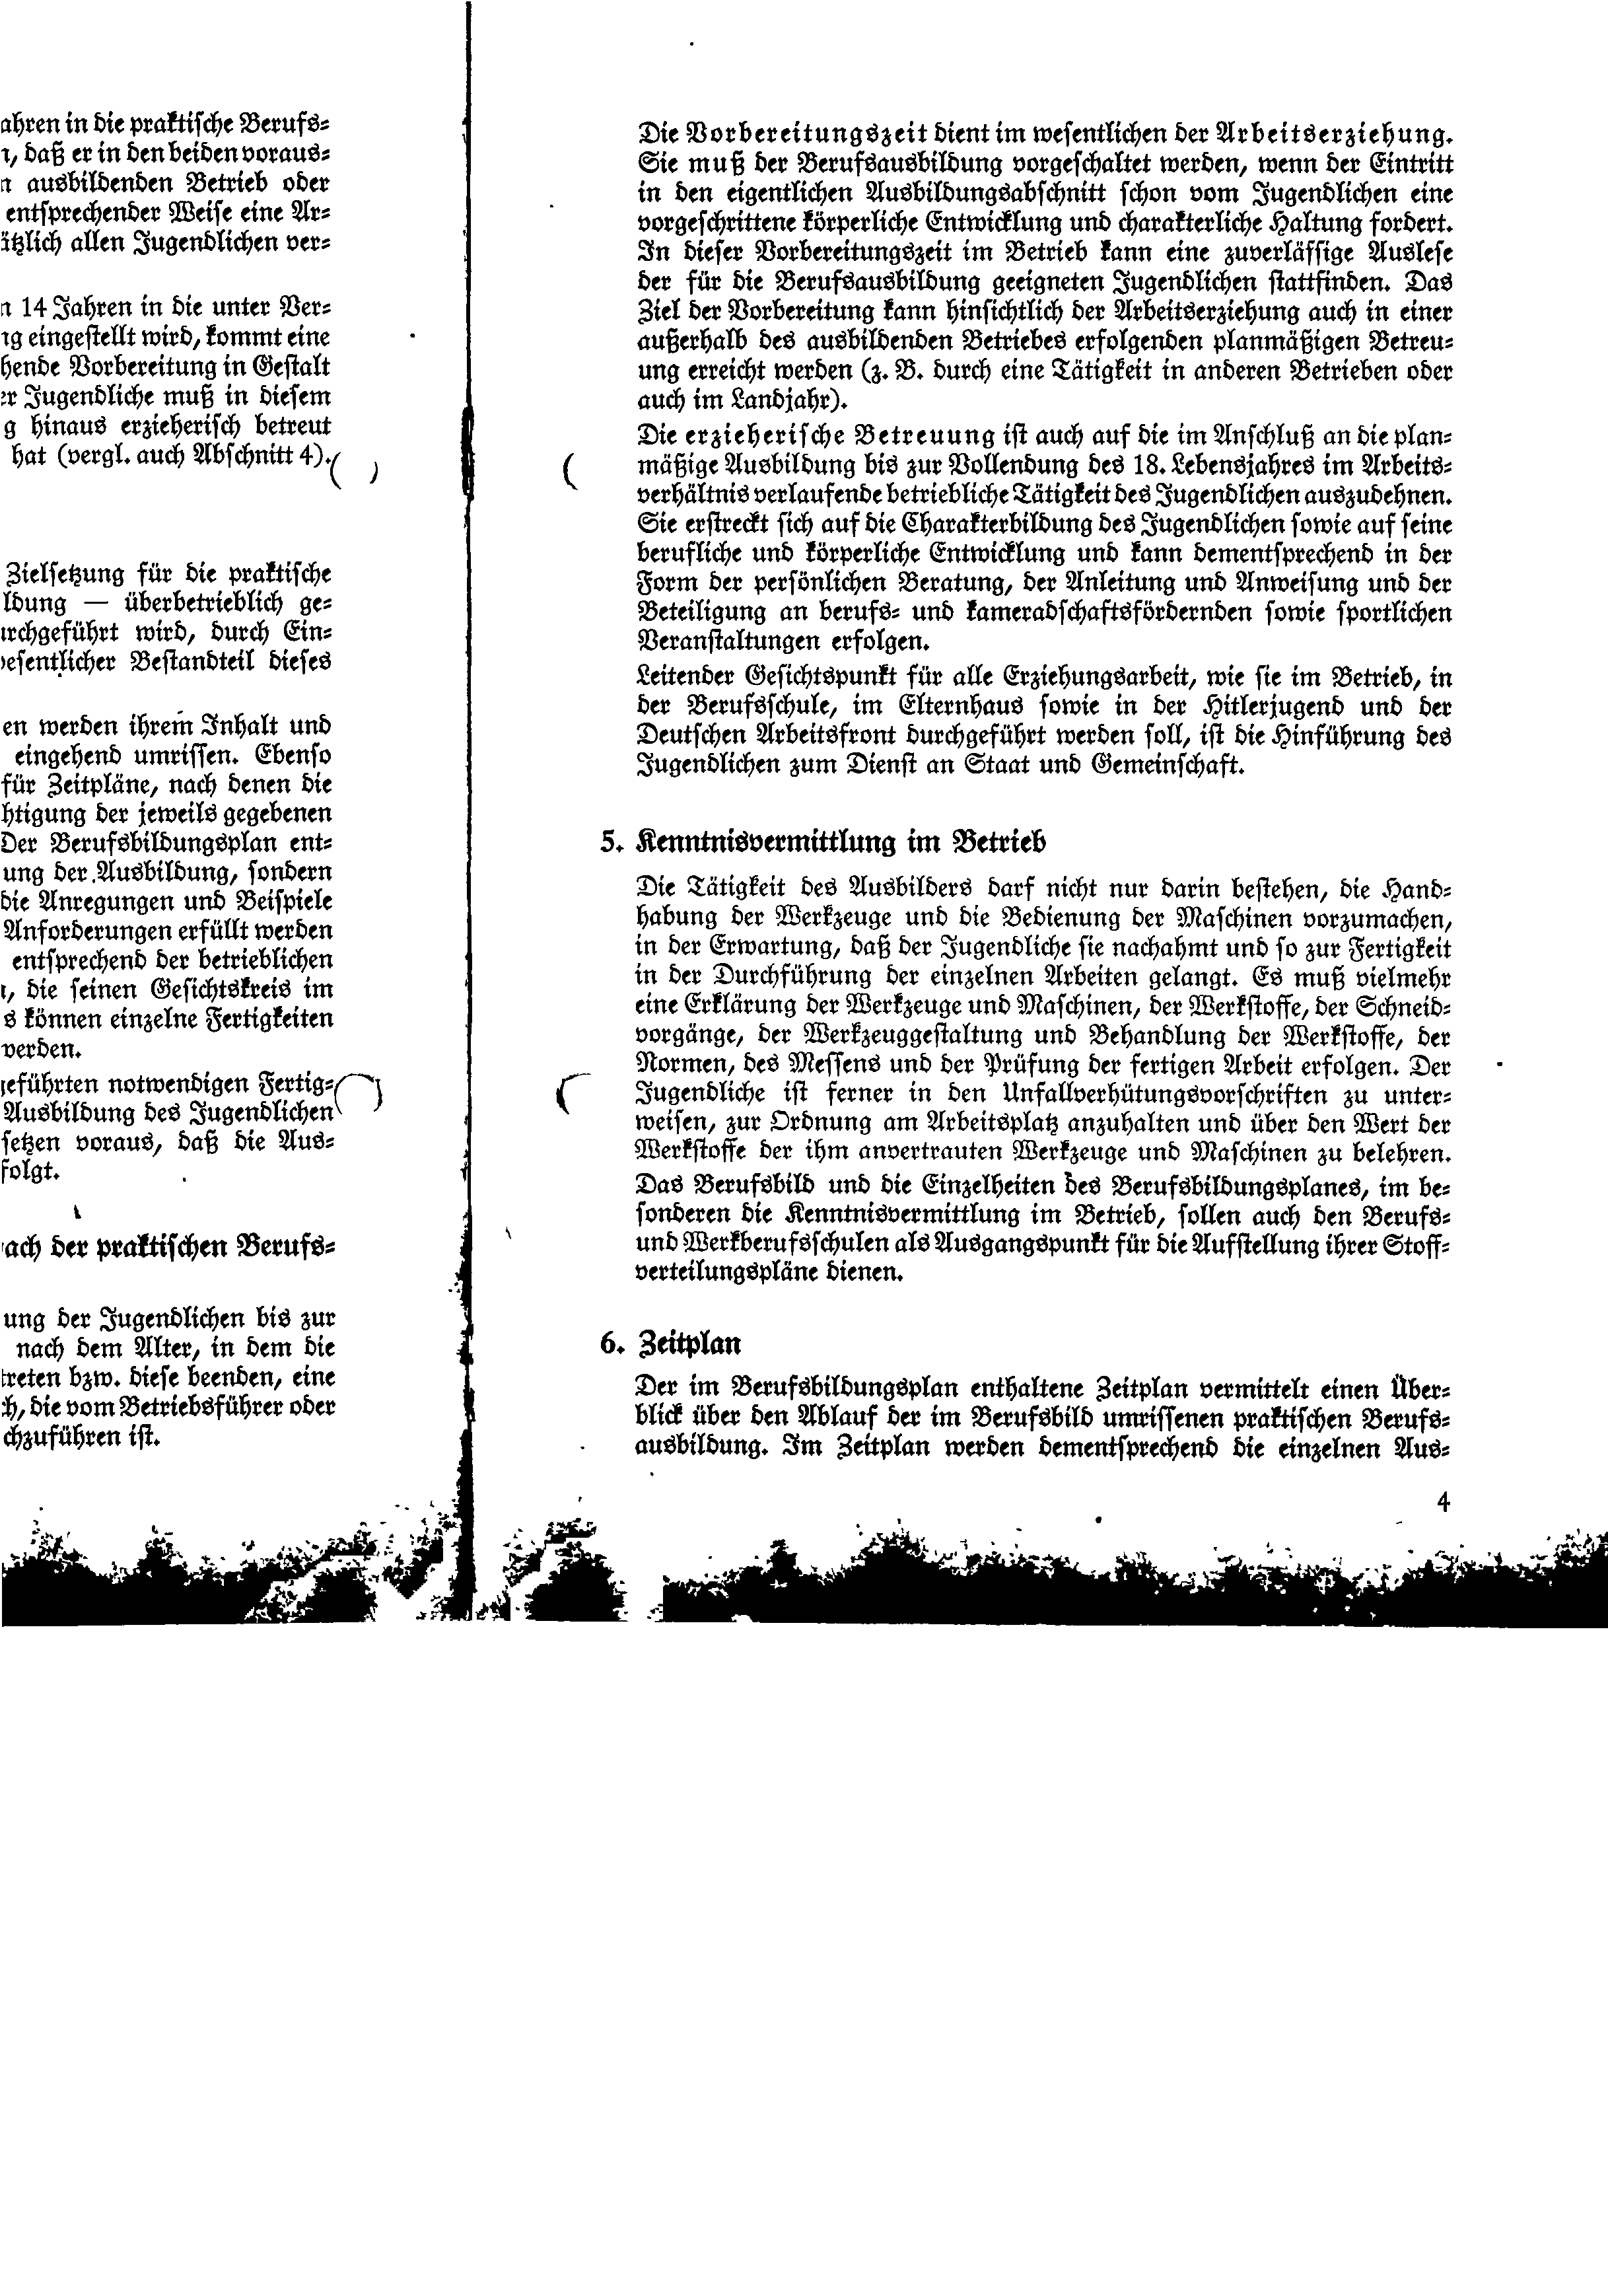 ahren in die praktische Berufs=
, daß er in den beiden voraus=
ausbildenden Betrieb oder
entsprechender Weise eine Ar=
ätzlich allen Jugendlichen ver=
n 14 Jahren in die unter Ver=
ng eingestellt wird, kommt eine
hende Vorbereitung in Gestalt
er Jugendliche muß in diesem
g hinaus erzieherisch betreut
hat (vergl. auch Abschnitt 4).
Zielsetzung für die praktische
ldung — überbetrieblich ge=
urchgeführt wird, durch Ein=
wesentlicher Bestandteil dieses
en werden ihrem Inhalt und
eingehend umrissen. Ebenso
für Zeitpläne, nach denen die
htigung der jeweils gegebenen
Der Berufsbildungsplan ent=
ung der Ausbildung, sondern
die Anregungen und Beispiele
Anforderungen erfüllt werden
entsprechend der betrieblichen
, die seinen Gesichtskreis im
s können einzelne Fertigkeiten
werden.
geführten notwendigen Fertig=
Ausbildung des Jugendlichen
setzen voraus, daß die Aus=
folgt.
ach der praktischen Berufs=
ung der Jugendlichen bis zur
nach dem Alter, in dem die
treten bzw. diese beenden, eine
ch, die vom Betriebsführer oder
chzuführen ist.
Die Vorbereitungszeit dient im wesentlichen der Arbeitserziehung.
Sie muß der Berufsausbildung vorgeschaltet werden, wenn der Eintritt
in den eigentlichen Ausbildungsabschnitt schon vom Jugendlichen eine
vorgeschrittene körperliche Entwicklung und charakterliche Haltung fordert.
In dieser Vorbereitungszeit im Betrieb kann eine zuverlässige Auslese
der für die Berufsausbildung geeigneten Jugendlichen stattfinden. Das
Ziel der Vorbereitung kann hinsichtlich der Arbeitserziehung auch in einer
außerhalb des ausbildenden Betriebes erfolgenden planmäßigen Betreu=
ung erreicht werden (z. B. durch eine Tätigkeit in anderen Betrieben oder
auch im Landjahr).
Die erzieherische Betreuung ist auch auf die im Anschluß an die plan=
mäßige Ausbildung bis zur Vollendung des 18. Lebensjahres im Arbeits=
verhältnis verlaufende betriebliche Tätigkeit des Jugendlichen auszudehnen.
Sie erstreckt sich auf die Charakterbildung des Jugendlichen sowie auf seine
berufliche und körperliche Entwicklung und kann dementsprechend in der
Form der persönlichen Beratung, der Anleitung und Anweisung und der
Beteiligung an berufs= und kameradschaftsfördernden sowie sportlichen
Veranstaltungen erfolgen.
Leitender Gesichtspunkt für alle Erziehungsarbeit, wie sie im Betrieb, in
der Berufsschule, im Elternhaus sowie in der Hitlerjugend und der
Deutschen Arbeitsfront durchgeführt werden soll, ist die Hinführung des
Jugendlichen zum Dienst an Staat und Gemeinschaft.
5. Kenntnisvermittlung im Betrieb
Die Tätigkeit des Ausbilders darf nicht nur darin bestehen, die Hand=
habung der Werkzeuge und die Bedienung der Maschinen vorzumachen,
in der Erwartung, daß der Jugendliche sie nachahmt und so zur Fertigkeit
in der Durchführung der einzelnen Arbeiten gelangt. Es muß vielmehr
eine Erklärung der Werkzeuge und Maschinen, der Werkstoffe, der Schneid=
vorgänge, der Werkzeuggestaltung und Behandlung der Werkstoffe, der
Normen, des Messens und der Prüfung der fertigen Arbeit erfolgen. Der
Jugendliche ist ferner in den Unfallverhütungsvorschriften zu unter=
weisen, zur Ordnung am Arbeitsplatz anzuhalten und über den Wert der
Werkstoffe der ihm anvertrauten Werkzeuge und Maschinen zu belehren.
Das Berufsbild und die Einzelheiten des Berufsbildungsplanes, im be=
sonderen die Kenntnisvermittlung im Betrieb, sollen auch den Berufs=
und Werkberufsschulen als Ausgangspunkt für die Aufstellung ihrer Stoff=
verteilungspläne dienen.
6. Zeitplan
Der im Berufsbildungsplan enthaltene Zeitplan vermittelt einen Über=
blick über den Ablauf der im Berufsbild umrissenen praktischen Berufs=
ausbildung. Im Zeitplan werden dementsprechend die einzelnen Aus=
4